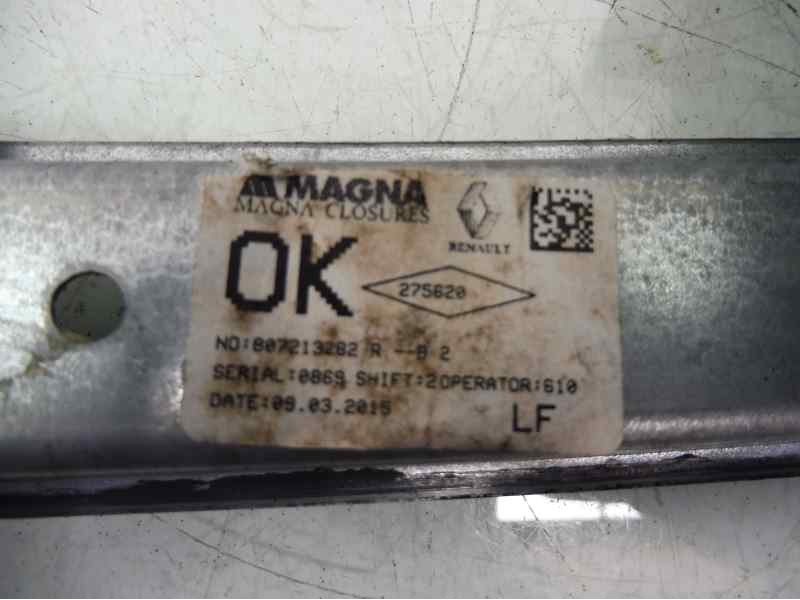 MAGNA
MAGNA CLOSURES
RENAULT
OK
275620
NO:807213282 R --B 2
SERIAL:0869 SHIFT:2OPERATOR:610
DATE:09.03.2015
LF